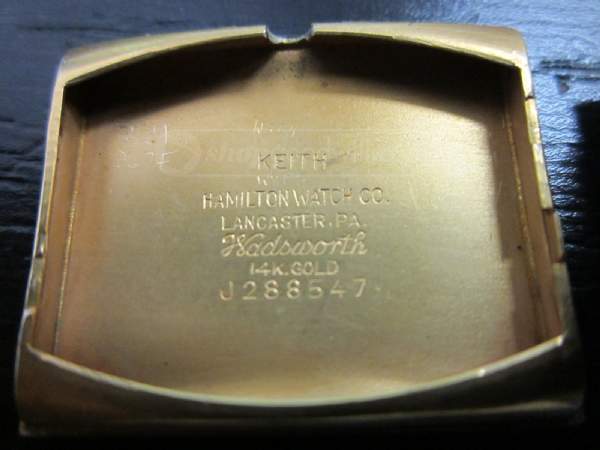 KEITH
HAMILTON WATCH CO.
LANCASTER, PA.
Wadsworth
14K. GOLD
J288547